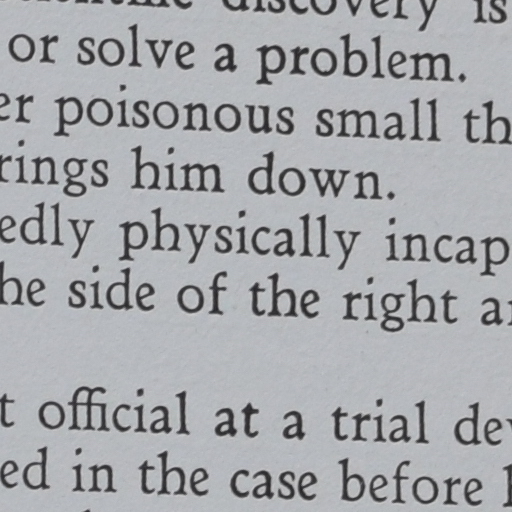 discovery is
or solve a problem.
er poisonous small th
rings him down.
edly physically incap
he side of the right a
t official at a trial de
ed in the case before